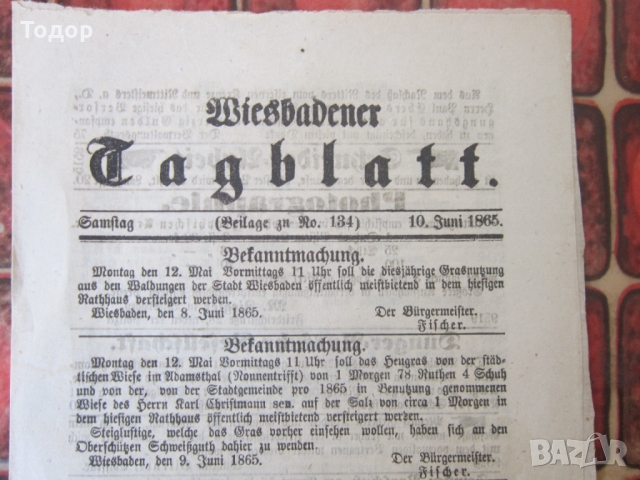 Todor
Wiesbadener
Tagblatt.
Samstag (Beilage zu No. 134) 10. Juni 1865.
Bekanntmachung.
Montag den 12. Mai Vormittags 11 Uhr soll die diesjährige Grasnutzung
aus den Waldungen der Stadt Wiesbaden öffentlich meistbietend in dem hiesigen
Rathhaus versteigert werden.
Wiesbaden, den 8. Juni 1865. Der Bürgermeister.
Fischer.
Bekanntmachung.
Montag den 12. Mai Vormittags 11 Uhr soll das Heugras von der städ-
tischen Wiese im Adamsthal (Nonnentrifft) von 1 Morgen 78 Ruthen 4 Schuh
und von der, von der Stadtgemeinde pro 1865 in Benutzung genommenen
Wiese des Herrn Karl Christmann sen. auf der Salz von circa 1 Morgen in
dem hiesigen Rathhaus öffentlich meistbietend versteigert werden.
Steiglustige, welche das Gras vorher einsehen wollen, haben sich an den
Oberschützen Schweißguth dahier zu wenden.
Wiesbaden, den 9. Juni 1865. Der Bürgermeister.
Fischer.
BAZAR